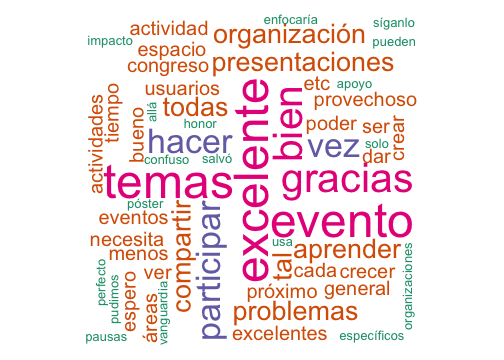 enfocaría
actividad
síganlo
organización
impacto
pueden
espacio
congreso
presentaciones
usuarios
etc
apoyo
provechoso
tiempo
allá
todas
excelente
bien
actividades
bueno
honor
poder
ser
crear
hacer
vez
solo
confuso
salvó
dar
temas
gracias
póster
eventos
compartir
participar
evento
necesita
usa
menos
aprender
tal
perfecto
pudimos
espero
ver
cada
crecer
organizaciones
áreas
vanguardia
próximo
general
problemas
pausas
excelentes
específicos